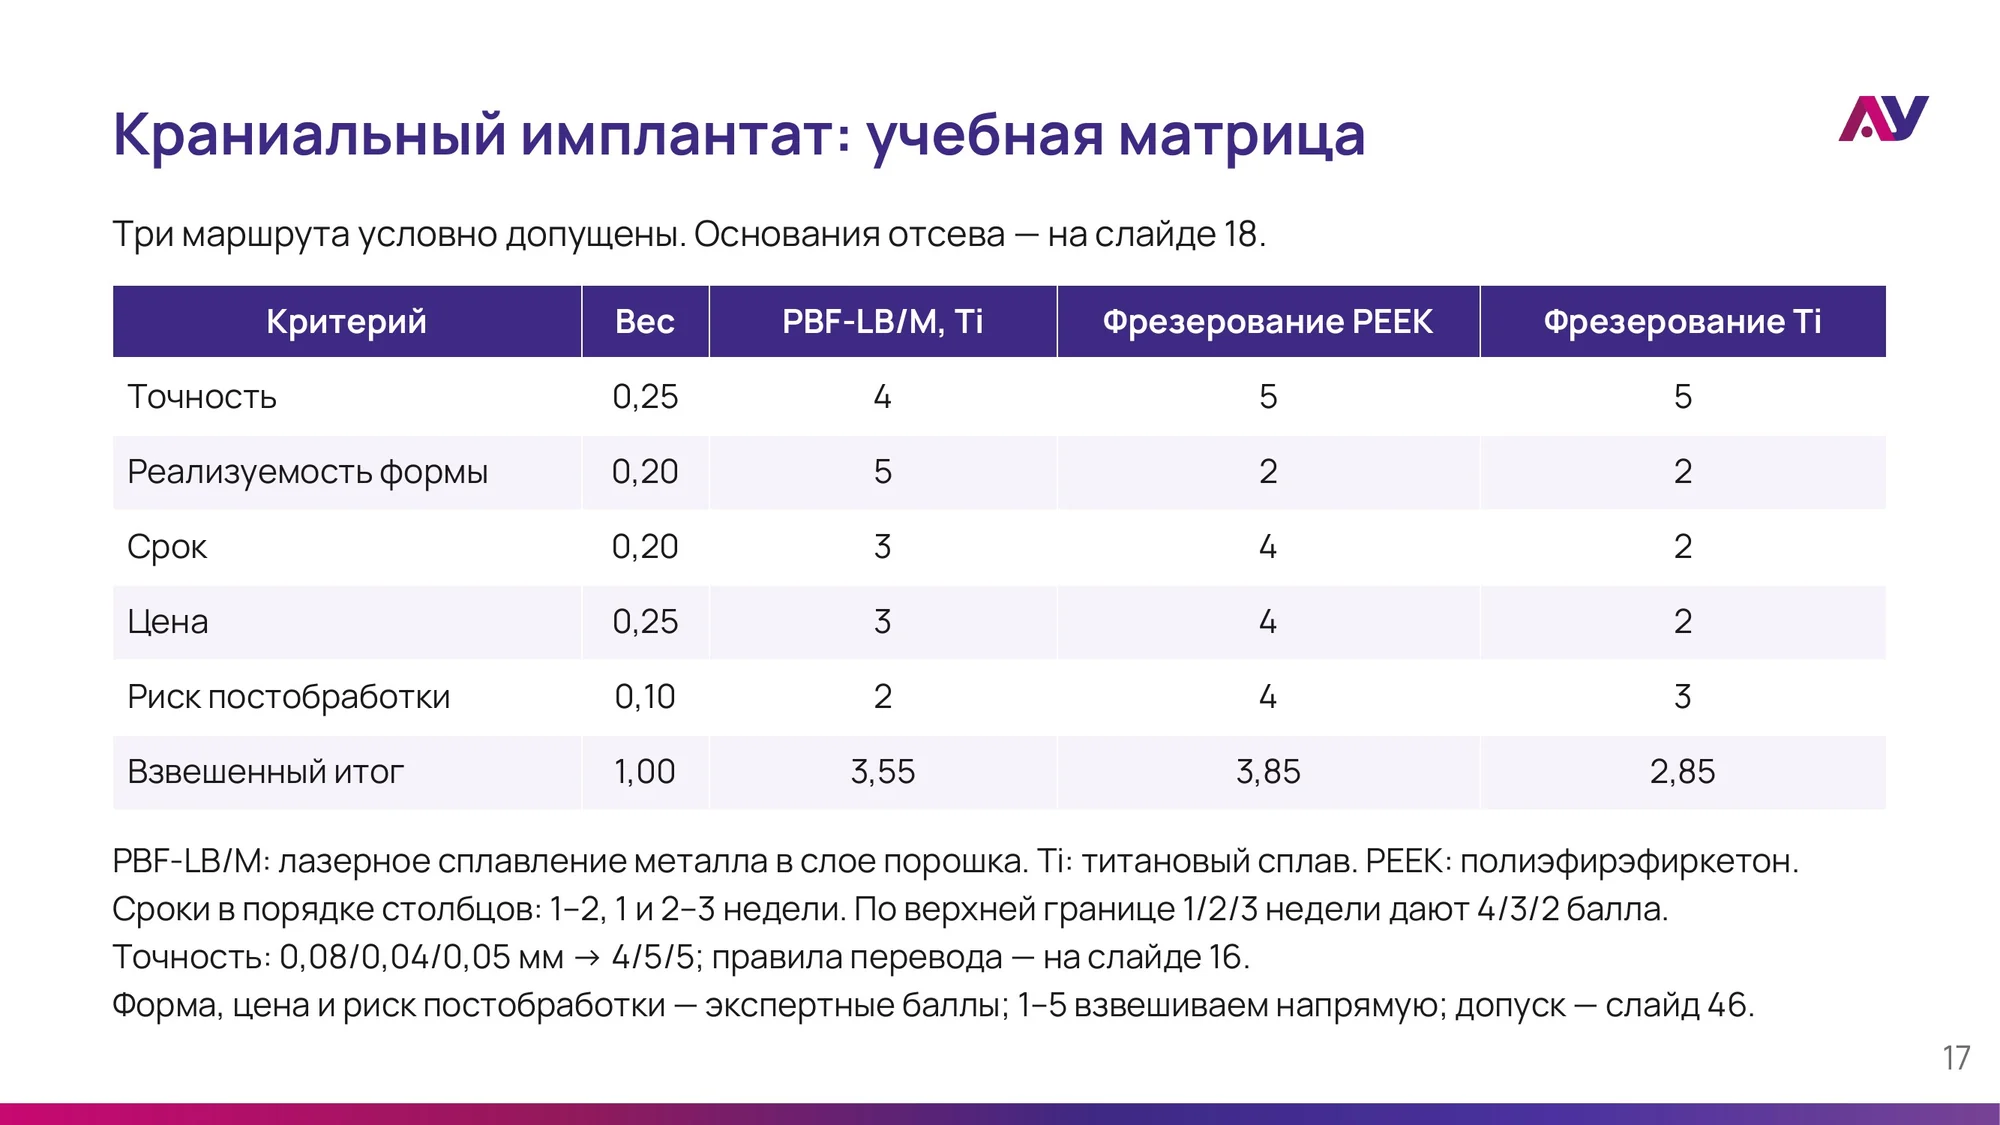 Краниальный имплантат: учебная матрица
АУ
Три маршрута условно допущены. Основания отсева — на слайде 18.
Критерий Вес PBF-LB/M, Ti Фрезерование PEEK Фрезерование Ti
Точность 0,25 4 5 5
Реализуемость формы 0,20 5 2 2
Срок 0,20 3 4 2
Цена 0,25 3 4 2
Риск постобработки 0,10 2 4 3
Взвешенный итог 1,00 3,55 3,85 2,85
PBF-LB/M: лазерное сплавление металла в слое порошка. Ti: титановый сплав. PEEK: полиэфирэфиркетон.
Сроки в порядке столбцов: 1–2, 1 и 2–3 недели. По верхней границе 1/2/3 недели дают 4/3/2 балла.
Точность: 0,08/0,04/0,05 мм → 4/5/5; правила перевода — на слайде 16.
Форма, цена и риск постобработки — экспертные баллы; 1–5 взвешиваем напрямую; допуск — слайд 46.
17